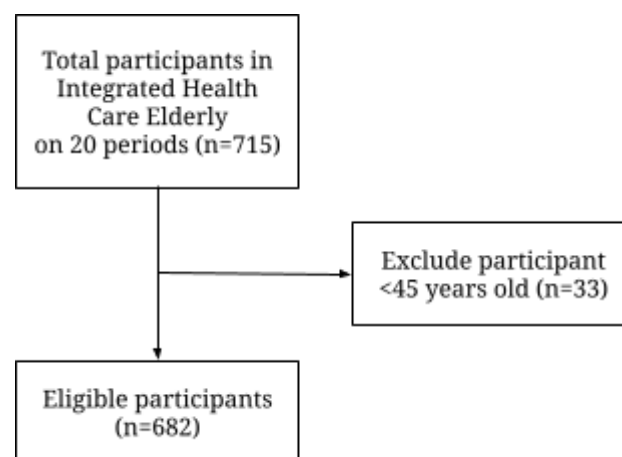 Total participants in
Integrated Health
Care Elderly
on 20 periods (n=715)
Exclude participant
<45 years old (n=33)
Eligible participants
(n=682)